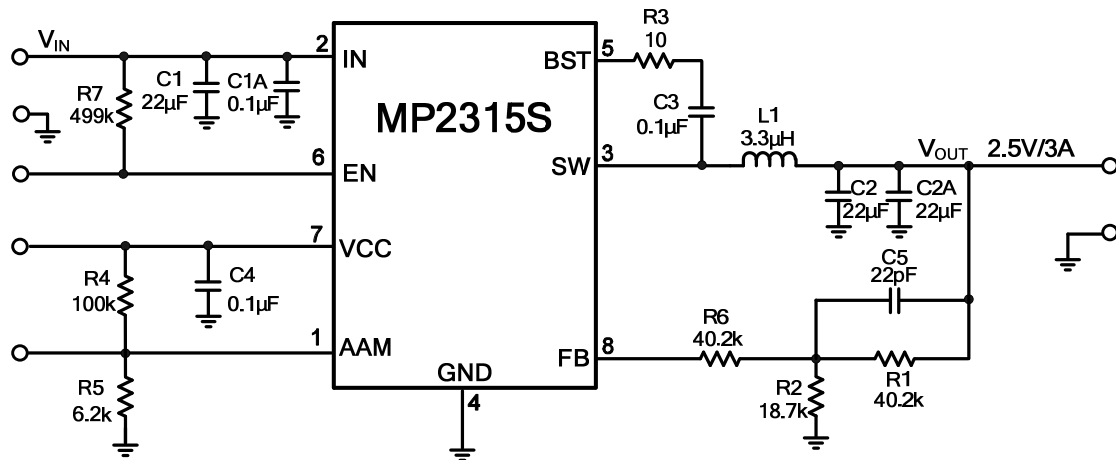 VIN
R7
499k
C1
22µF
C1A
0.1µF
2
IN
6
EN
7
VCC
R4
100k
C4
0.1µF
1
AAM
R5
6.2k
MP2315S
GND
4
BST
5
R3
10
C3
0.1µF
SW
3
L1
3.3µH
VOUT 2.5V/3A
C2
22µF
C2A
22µF
C5
22pF
FB
8
R6
40.2k
R2
18.7k
R1
40.2k